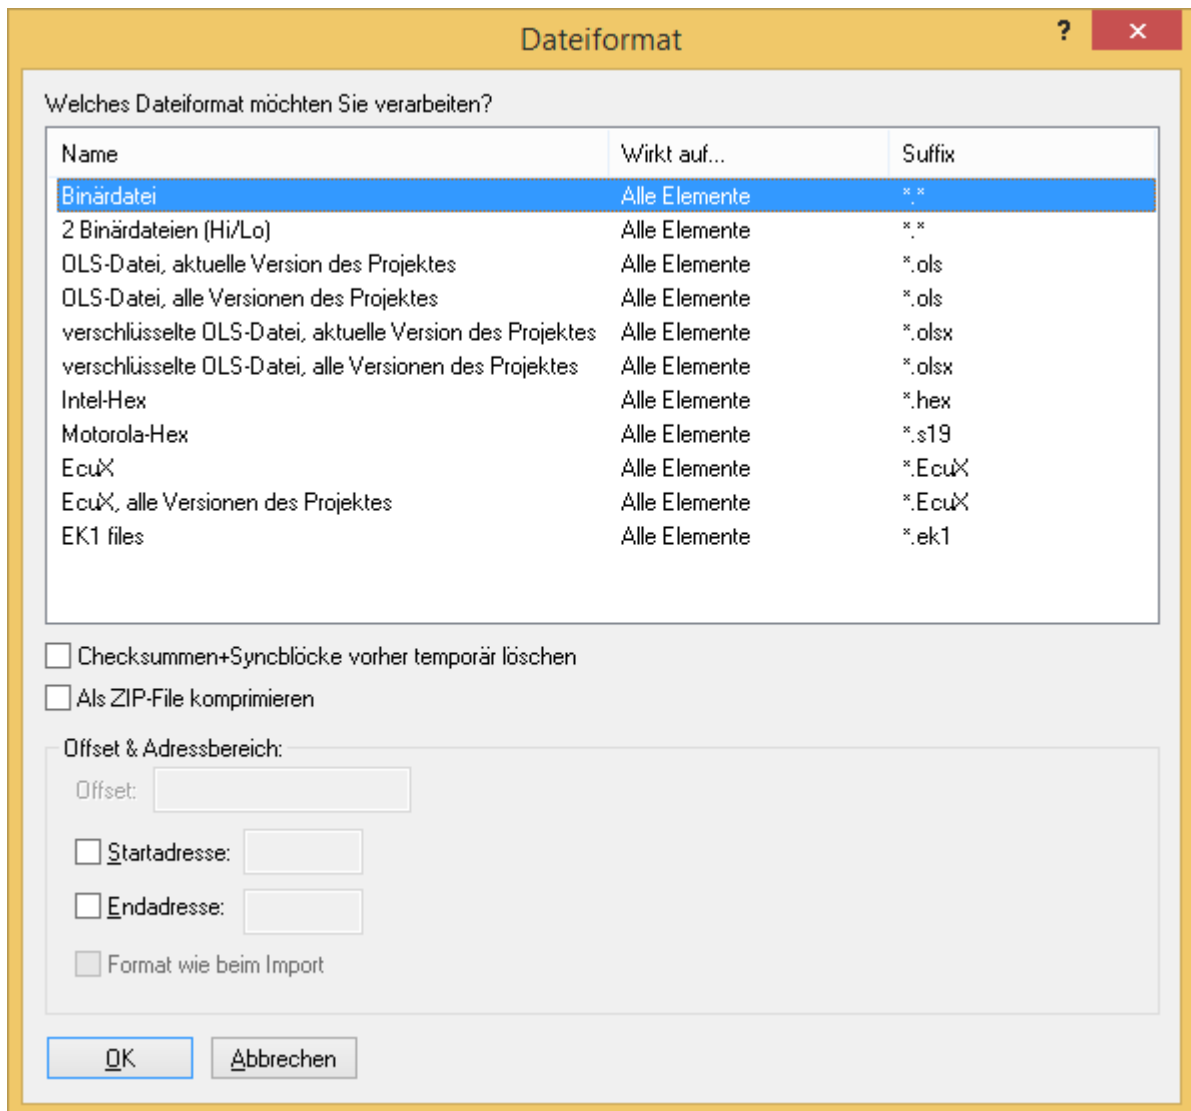 Dateiformat ? ×
Welches Dateiformat möchten Sie verarbeiten?
Name Wirkt auf... Suffix
Binärdatei Alle Elemente *.*
2 Binärdateien (Hi/Lo) Alle Elemente *.*
OLS-Datei, aktuelle Version des Projektes Alle Elemente *.ols
OLS-Datei, alle Versionen des Projektes Alle Elemente *.ols
verschlüsselte OLS-Datei, aktuelle Version des Projektes Alle Elemente *.olsx
verschlüsselte OLS-Datei, alle Versionen des Projektes Alle Elemente *.olsx
Intel-Hex Alle Elemente *.hex
Motorola-Hex Alle Elemente *.s19
EcuX Alle Elemente *.EcuX
EcuX, alle Versionen des Projektes Alle Elemente *.EcuX
EK1 files Alle Elemente *.ek1
Checksummen+Syncblöcke vorher temporär löschen
Als ZIP-File komprimieren
Offset & Adressbereich:
Offset:
Startadresse:
Endadresse:
Format wie beim Import
OK Abbrechen